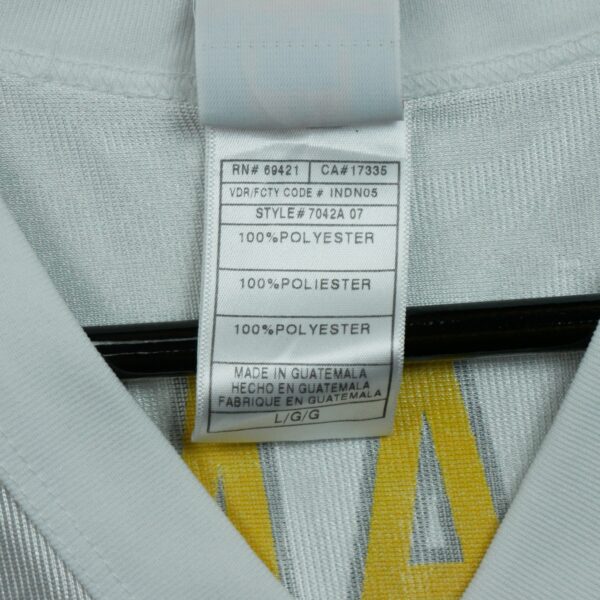 RN# 69421 CA#17335
VDR/FCTY CODE # INDN05
STYLE# 7042A 07
100%POLYESTER
100%POLIESTER
100%POLYESTER
MADE IN GUATEMALA
HECHO EN GUATEMALA
FABRIQUE EN GUATEMALA
L/G/G